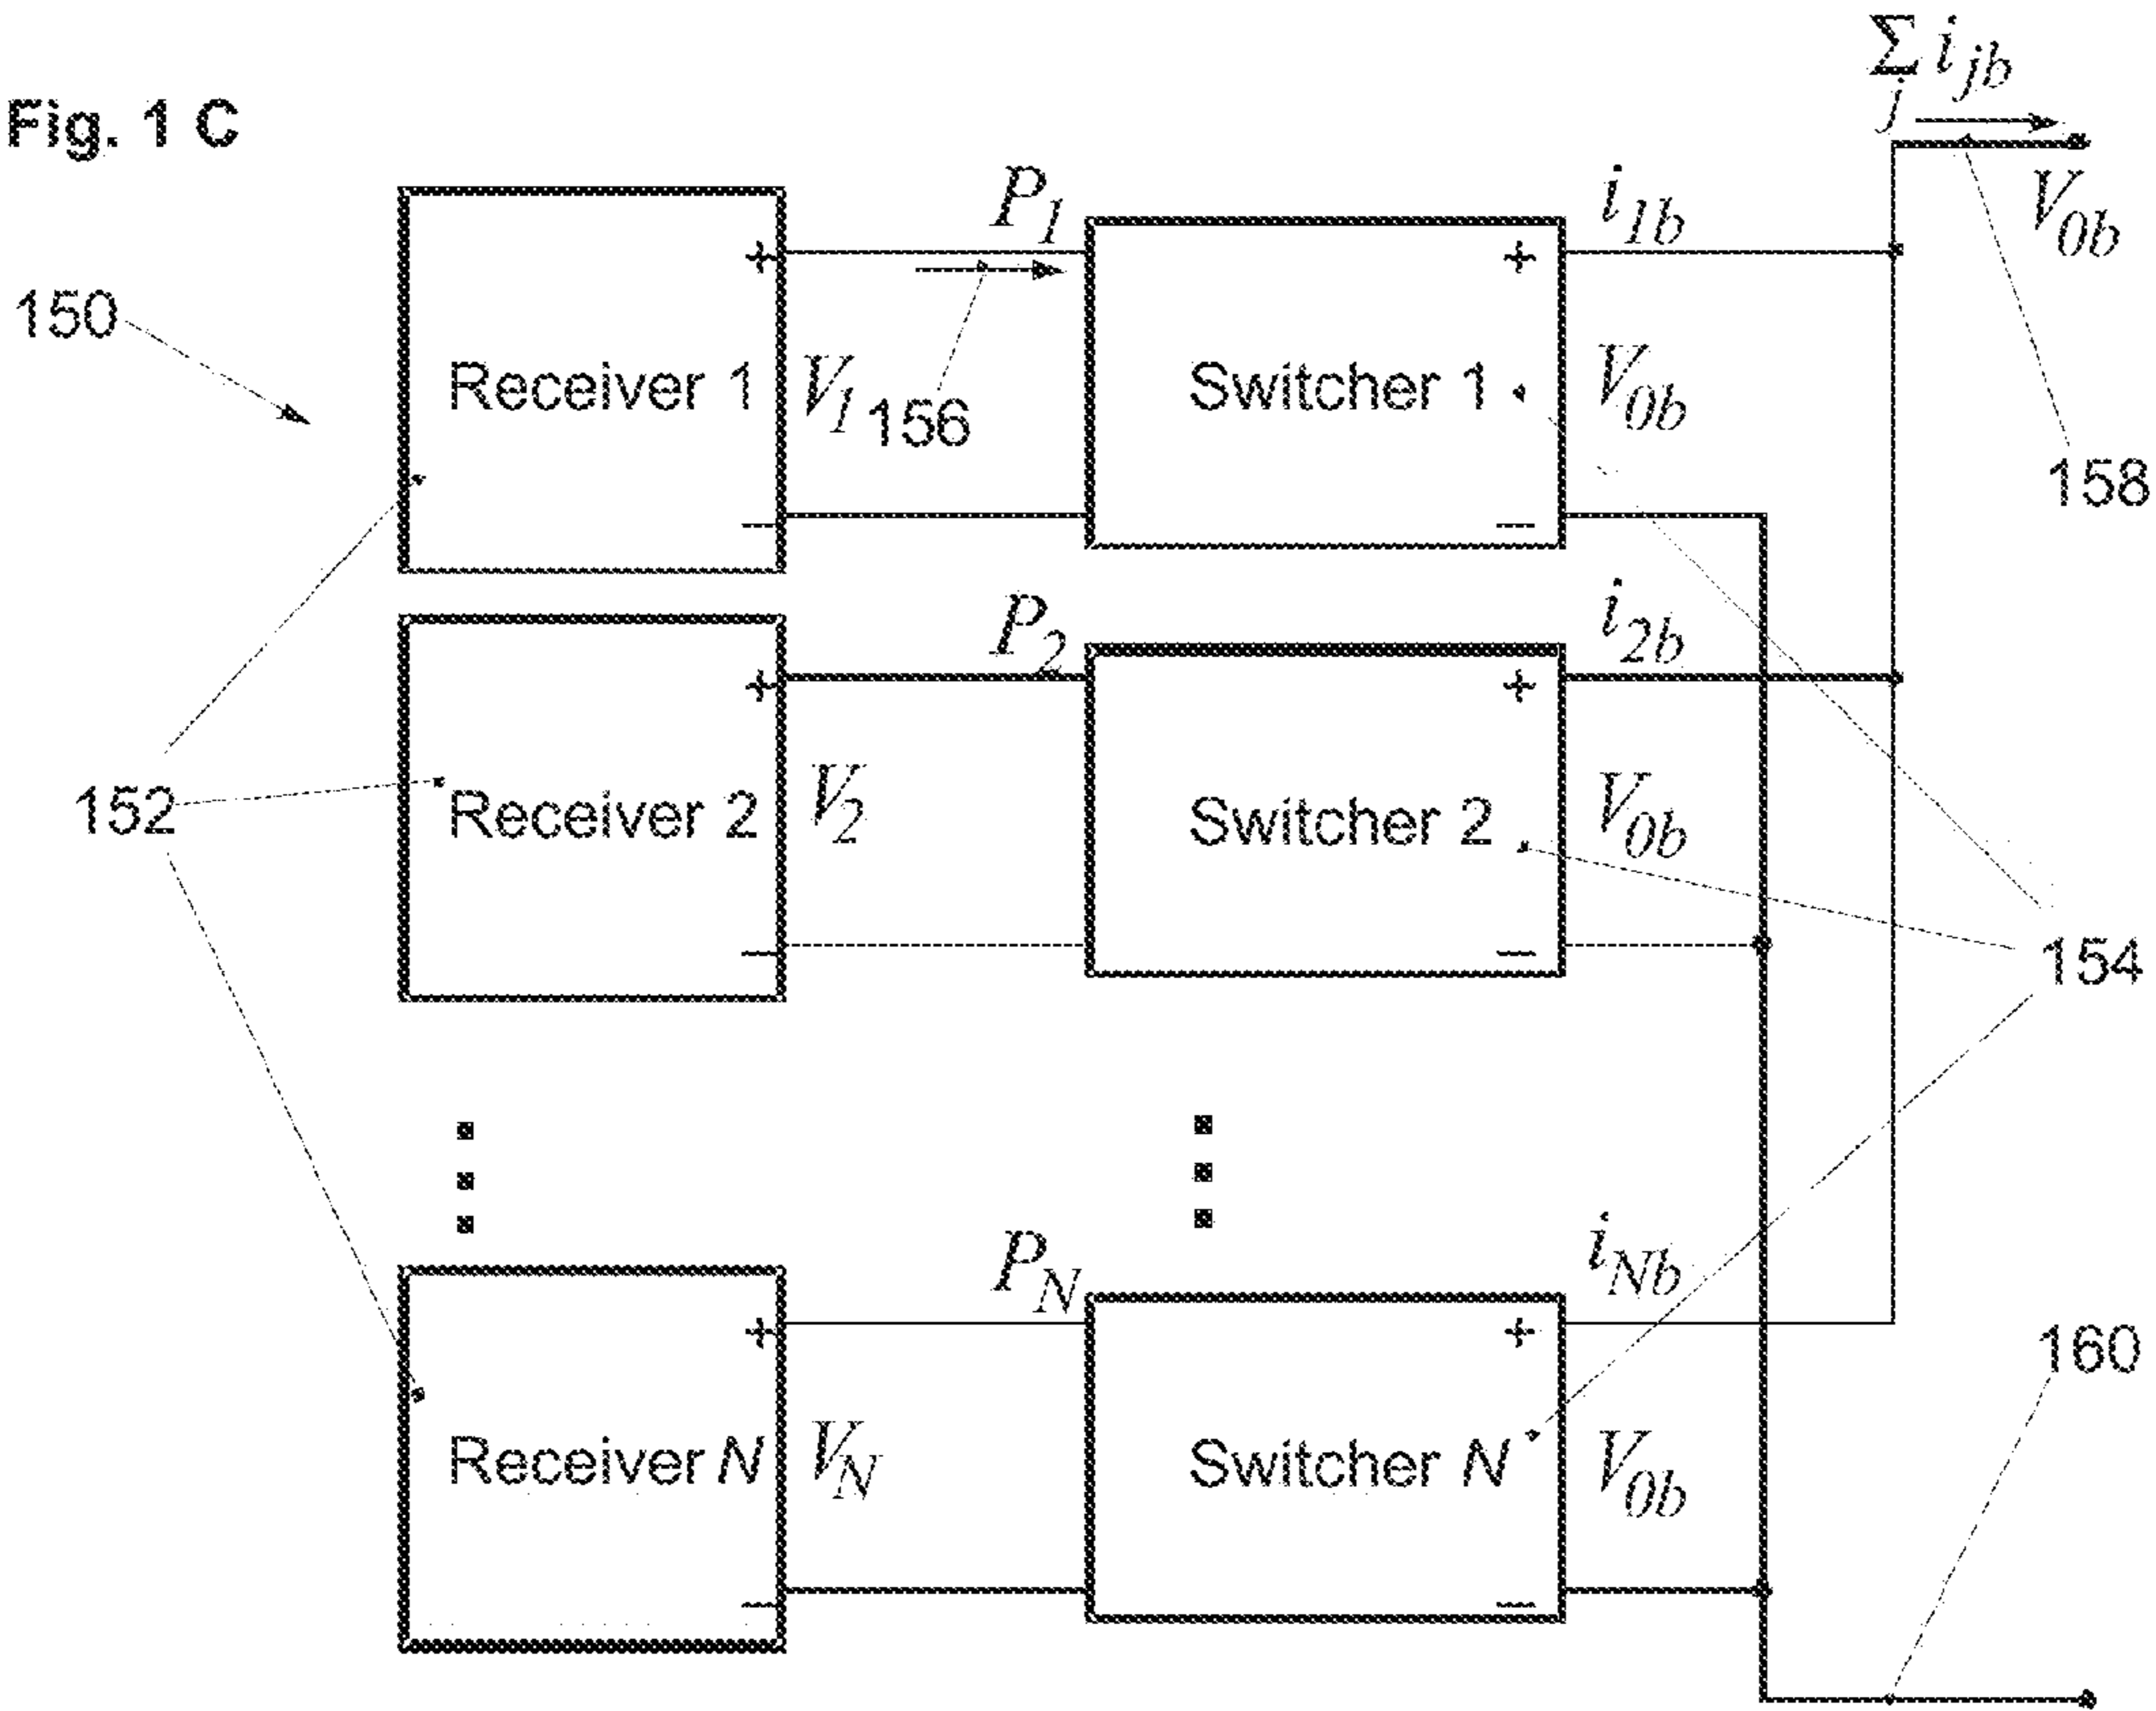 Fig. 1 C
Σ i_jb
j
V_0b
150
P_1
i_1b
+
+
Receiver 1
V_1
156
Switcher 1
V_0b
158
−
−
P_2
i_2b
+
+
152
Receiver 2
V_2
Switcher 2
V_0b
154
−
−
P_N
i_Nb
+
+
160
Receiver N
V_N
Switcher N
V_0b
−
−